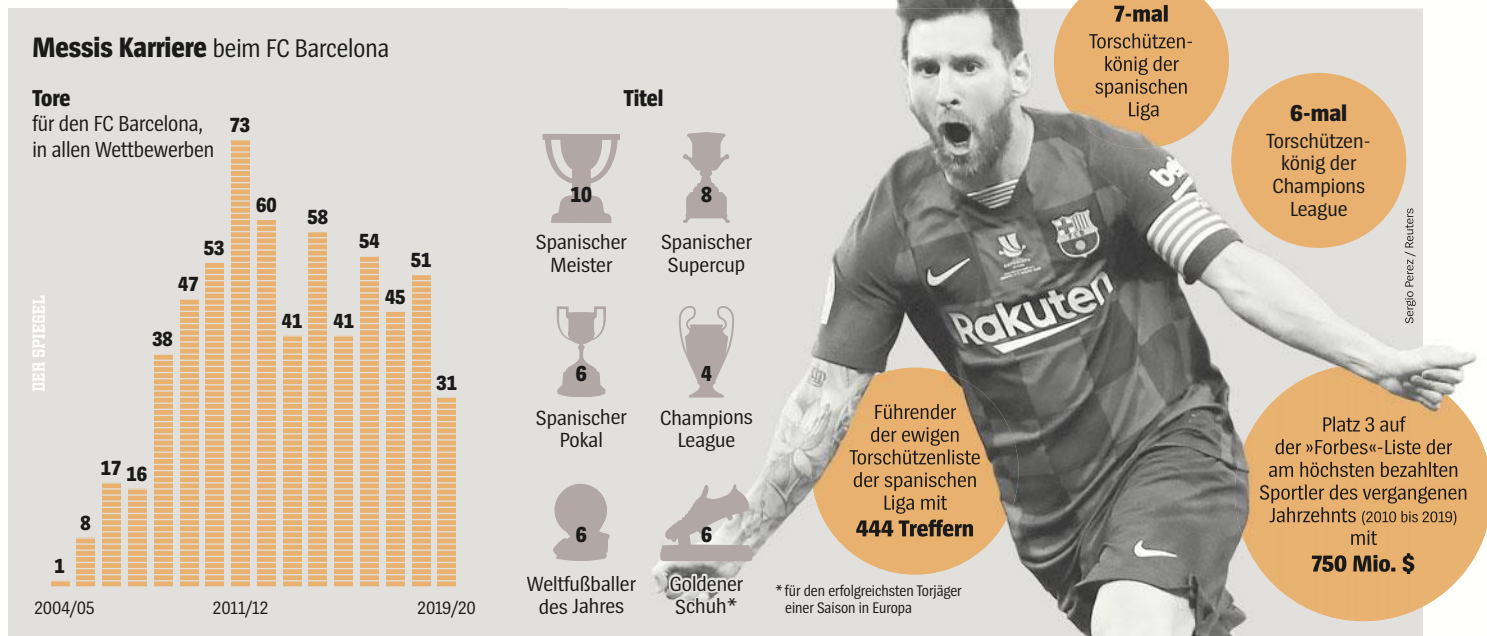 Messis Karriere beim FC Barcelona
Tore
für den FC Barcelona,
in allen Wettbewerben
1
8
17
16
38
47
53
73
60
41
58
41
54
45
51
31
2004/05
2011/12
2019/20
DER SPIEGEL
Titel
10
Spanischer
Meister
8
Spanischer
Supercup
6
Spanischer
Pokal
4
Champions
League
6
Weltfußballer
des Jahres
6
Goldener
Schuh*
* für den erfolgreichsten Torjäger
einer Saison in Europa
7-mal
Torschützen-
könig der
spanischen
Liga
6-mal
Torschützen-
könig der
Champions
League
Führender
der ewigen
Torschützenliste
der spanischen
Liga mit
444 Treffern
Platz 3 auf
der »Forbes«-Liste der
am höchsten bezahlten
Sportler des vergangenen
Jahrzehnts (2010 bis 2019)
mit
750 Mio. $
Rakuten
Sergio Perez / Reuters